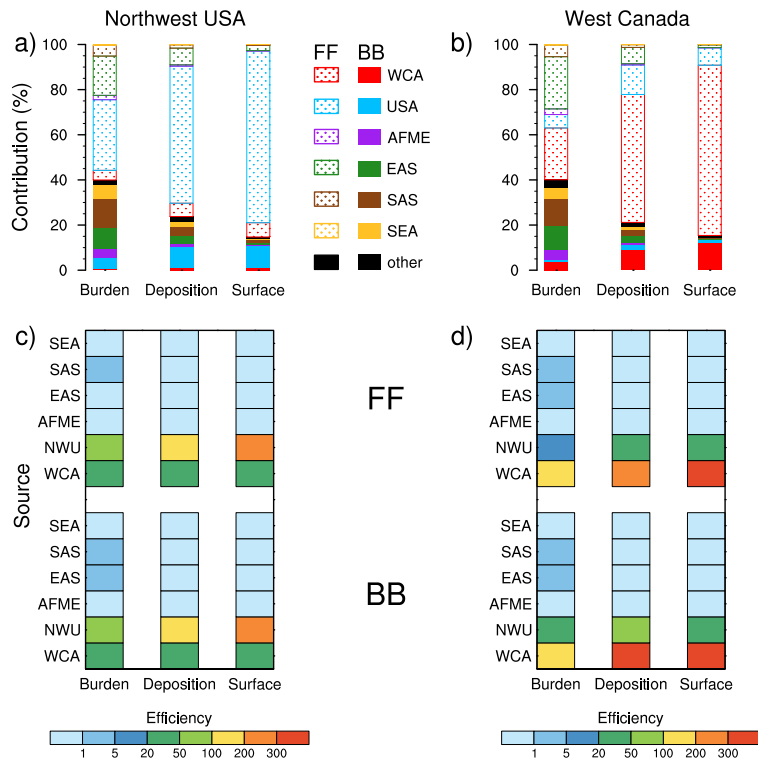 Northwest USA
West Canada
a)
b)
Contribution (%)
100
80
60
40
20
0
Burden
Deposition
Surface
FF
BB
WCA
USA
AFME
EAS
SAS
SEA
other
100
80
60
40
20
0
Burden
Deposition
Surface
c)
d)
Source
SEA
SAS
EAS
AFME
NWU
WCA
SEA
SAS
EAS
AFME
NWU
WCA
Burden
Deposition
Surface
FF
BB
SEA
SAS
EAS
AFME
NWU
WCA
SEA
SAS
EAS
AFME
NWU
WCA
Burden
Deposition
Surface
Efficiency
1 5 20 50 100 200 300
Efficiency
1 5 20 50 100 200 300